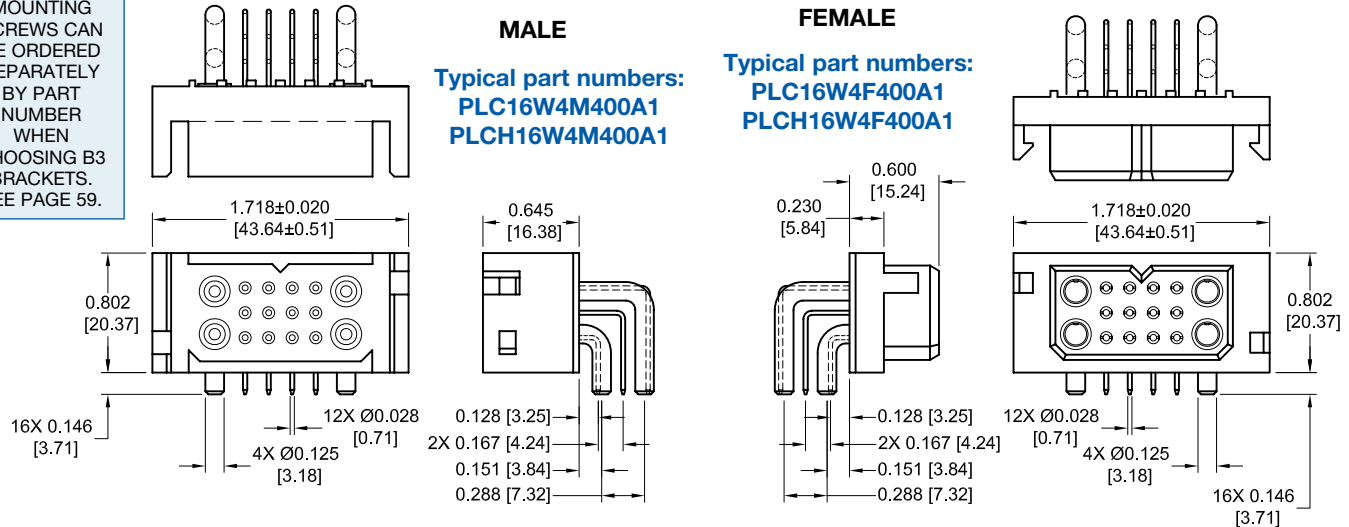 MOUNTING
CREWS CAN
E ORDERED
EPARATELY
BY PART
NUMBER
WHEN
HOOSING B3
BRACKETS.
EE PAGE 59.
MALE
Typical part numbers:
PLC16W4M400A1
PLCH16W4M400A1
FEMALE
Typical part numbers:
PLC16W4F400A1
PLCH16W4F400A1
1.718±0.020
[43.64±0.51]
0.802
[20.37]
16X 0.146
[3.71]
12X Ø0.028
[0.71]
4X Ø0.125
[3.18]
0.645
[16.38]
0.128 [3.25]
2X 0.167 [4.24]
0.151 [3.84]
0.288 [7.32]
0.600
[15.24]
0.230
[5.84]
0.128 [3.25]
2X 0.167 [4.24]
0.151 [3.84]
0.288 [7.32]
1.718±0.020
[43.64±0.51]
0.802
[20.37]
12X Ø0.028
[0.71]
4X Ø0.125
[3.18]
16X 0.146
[3.71]